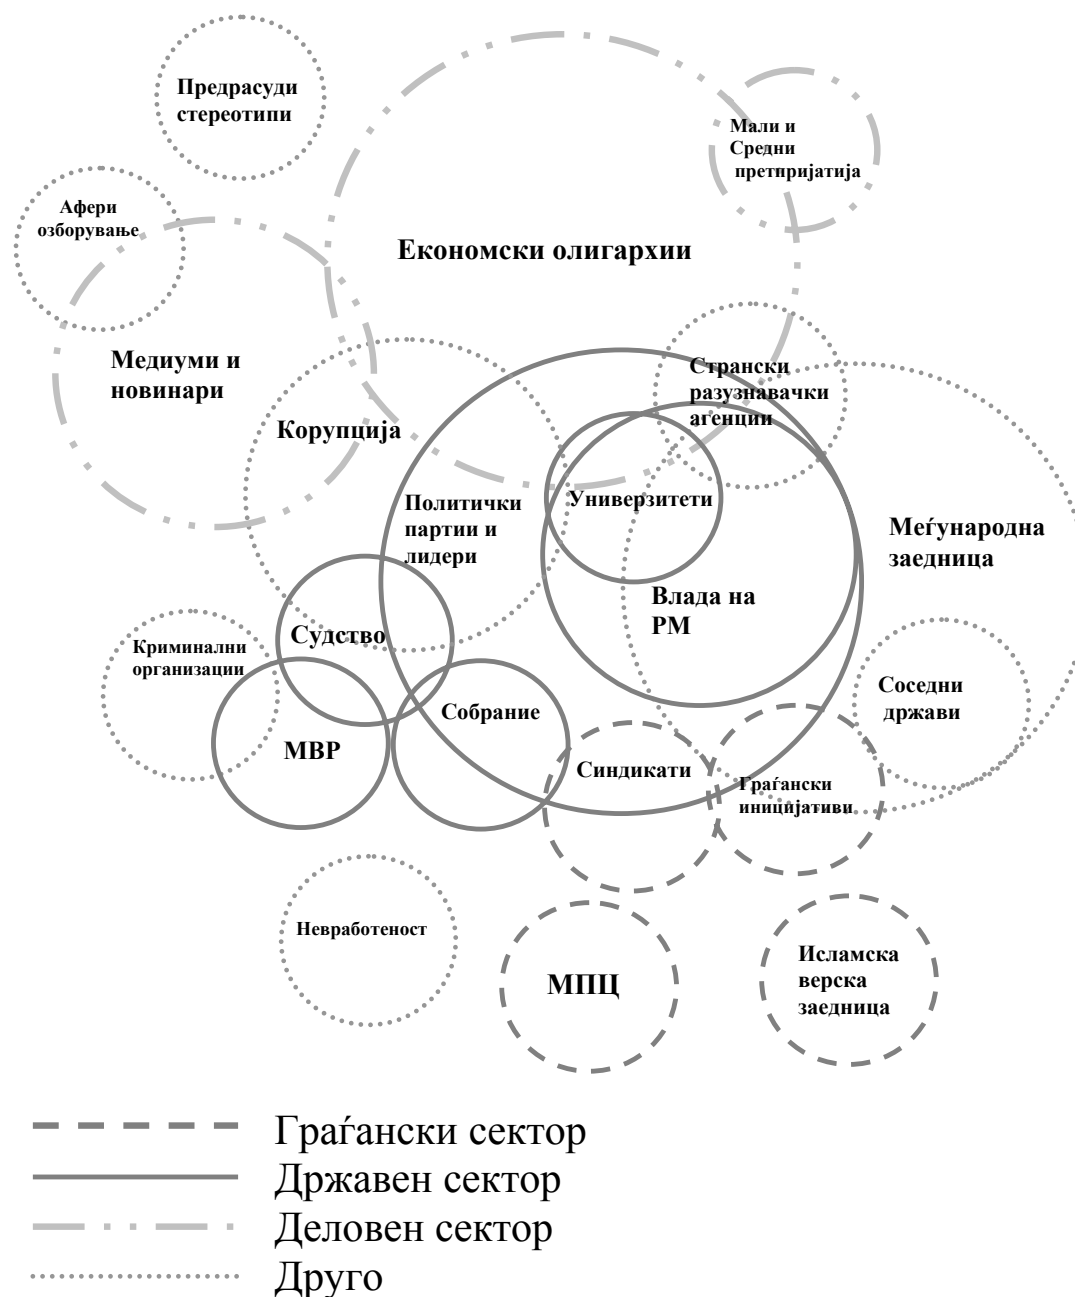 Предрасуди
стереотипи
Мали и
Средни
претпријатија
Афери
озборување
Економски олигархии
Медиуми и
новинари
Странски
разузнавачки
агенции
Корупција
Политички
партии и
лидери
Универзитети
Меѓународна
заедница
Влада на
РМ
Судство
Криминални
организации
Соседни
држави
Собрание
МВР
Синдикати
Граѓански
иницијативи
Невработеност
МПЦ
Исламска
верска
заедница
Граѓански сектор
Државен сектор
Деловен сектор
Друго